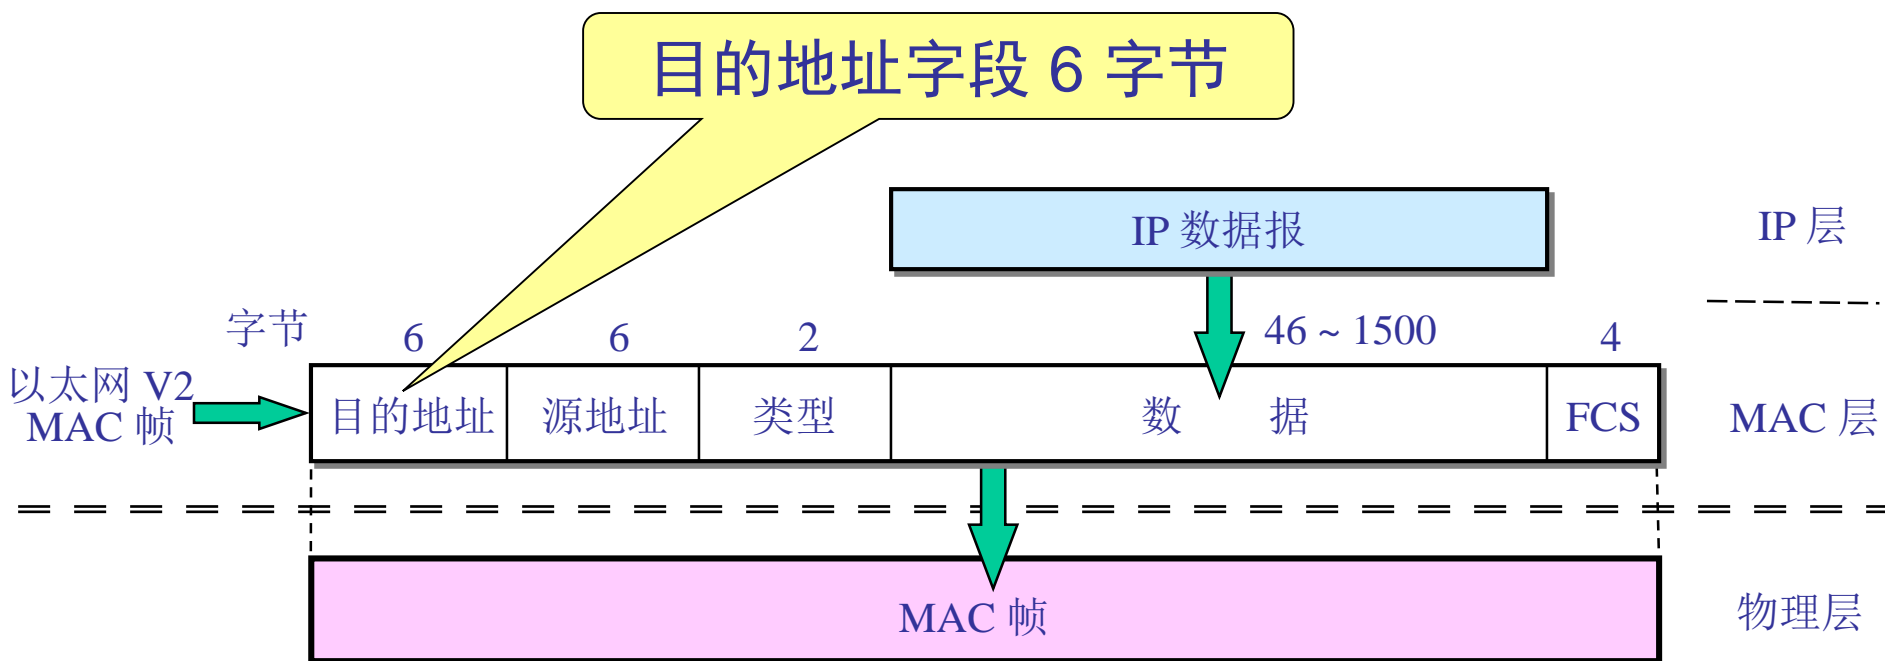 目的地址字段 6 字节
IP 数据报
IP 层
字节
6
6
2
46 ~ 1500
4
以太网 V2
MAC 帧
目的地址
源地址
类型
数 据
FCS
MAC 层
MAC 帧
物理层